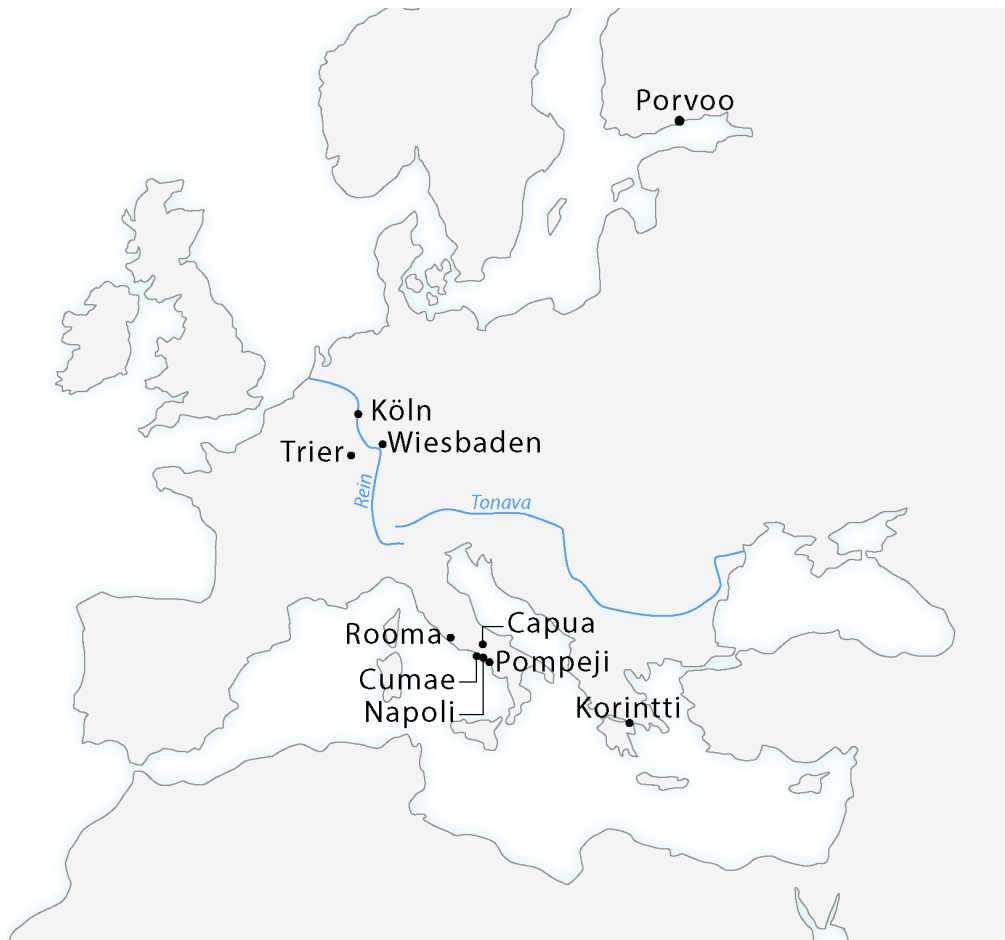 Porvoo
Köln
Wiesbaden
Trier
Rein
Tonava
Capua
Rooma
Pompeji
Cumae
Napoli
Korintti